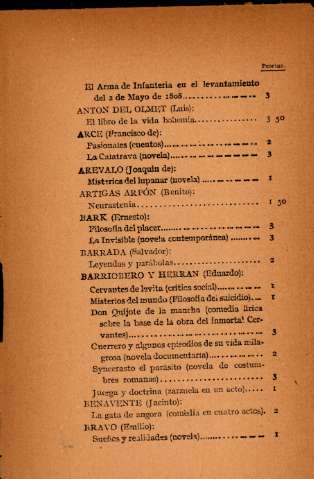 Pesetas.
El Arma de Infanteria en el levantamiento
del 2 de Mayo de 1808.................... 3
ANTON DEL OLMET (Luis):
El libro de la vida bohemia............... 3 50
ARCE (Francisco de):
Pasionales (cuentos)...................... 2
La Calatrava (novela)..................... 3
AREVALO (Joaquin de):
Misterios del lupanar (novela)............ 1
ARTIGAS ARPÓN (Benito):
Neurastenia............................... 1 50
BARK (Ernesto):
Filosofia del placer...................... 3
La Invisible (novela contemporánea)........ 3
BARRADA (Salvador):
Leyendas y parábolas...................... 2
BARRIOBERO Y HERRAN (Eduardo):
Cervantes de levita (critica social)...... 1
Misterios del mundo (Filosofia del suicidio)... 1
Don Quijote de la mancha (comedia lirica
sobre la base de la obra del inmortal Cer-
vantes)................................... 3
Guerrero y algunos episodios de su vida mila-
grosa (novela documentaria)............... 2
Syncerasto el parásito (novela de costum-
bres romanas)............................. 3
Juerga y doctrina (zarzuela en un acto)..... 1
BENAVENTE (Jacinto):
La gata de angora (comedia en cuatro actos). 2
BRAVO (Emilio):
Sueños y realidades (novela).............. 1